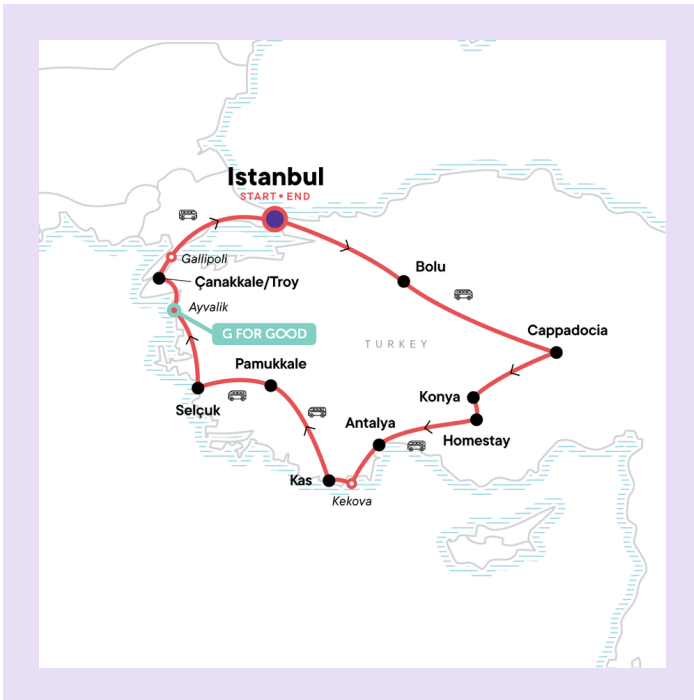 Istanbul
START • END
Gallipoli
Bolu
Çanakkale/Troy
Ayvalik
G FOR GOOD
Cappadocia
TURKEY
Pamukkale
Konya
Selçuk
Antalya
Homestay
Kas
Kekova